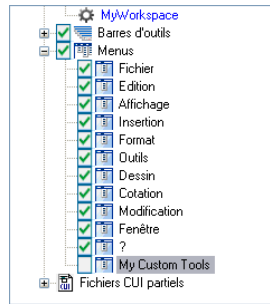 MyWorkspace
Barres d'outils
Menus
Fichier
Edition
Affichage
Insertion
Format
Outils
Dessin
Cotation
Modification
Fenêtre
?
My Custom Tools
Fichiers CUI partiels